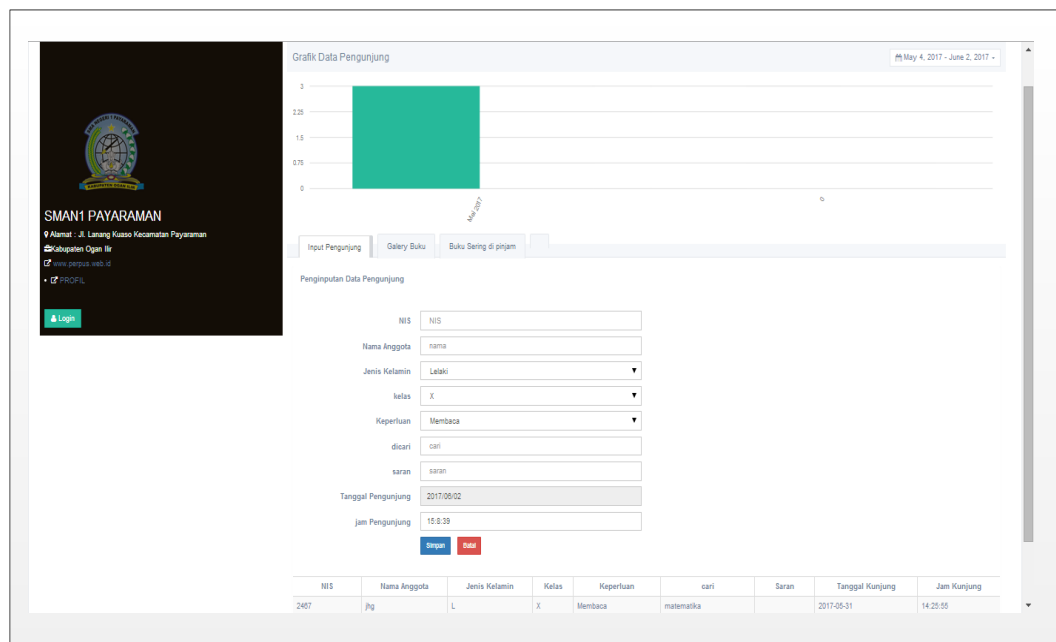 SMAN1 PAYARAMAN
Alamat : Jl. Lanang Kuaso Kecamatan Payaraman
Kabupaten Ogan Ilir
www.perpus.web.id
• PROFIL
Login
Grafik Data Pengunjung
May 4, 2017 - June 2, 2017
3
2.25
1.5
0.75
0
Mei 2017
0
Input Pengunjung Galery Buku Buku Sering di pinjam
Penginputan Data Pengunjung
NIS NIS
Nama Anggota nama
Jenis Kelamin Lelaki
kelas X
Keperluan Membaca
dicari cari
saran saran
Tanggal Pengunjung 2017/06/02
jam Pengunjung 15:8:39
Simpan Batal
NIS Nama Anggota Jenis Kelamin Kelas Keperluan cari Saran Tanggal Kunjung Jam Kunjung
2467 jhg L X Membaca matematika 2017-05-31 14:25:55